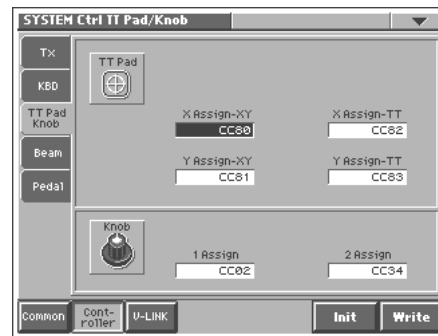 SYSTEM Ctrl TT Pad/Knob
Tx
KBD
TT Pad
Knob
Beam
Pedal
TT Pad
X Assign-XY
CC80
X Assign-TT
CC82
Y Assign-XY
CC81
Y Assign-TT
CC83
Knob
1 Assign
CC02
2 Assign
CC34
Common
Cont-
roller
V-LINK
Init
Write